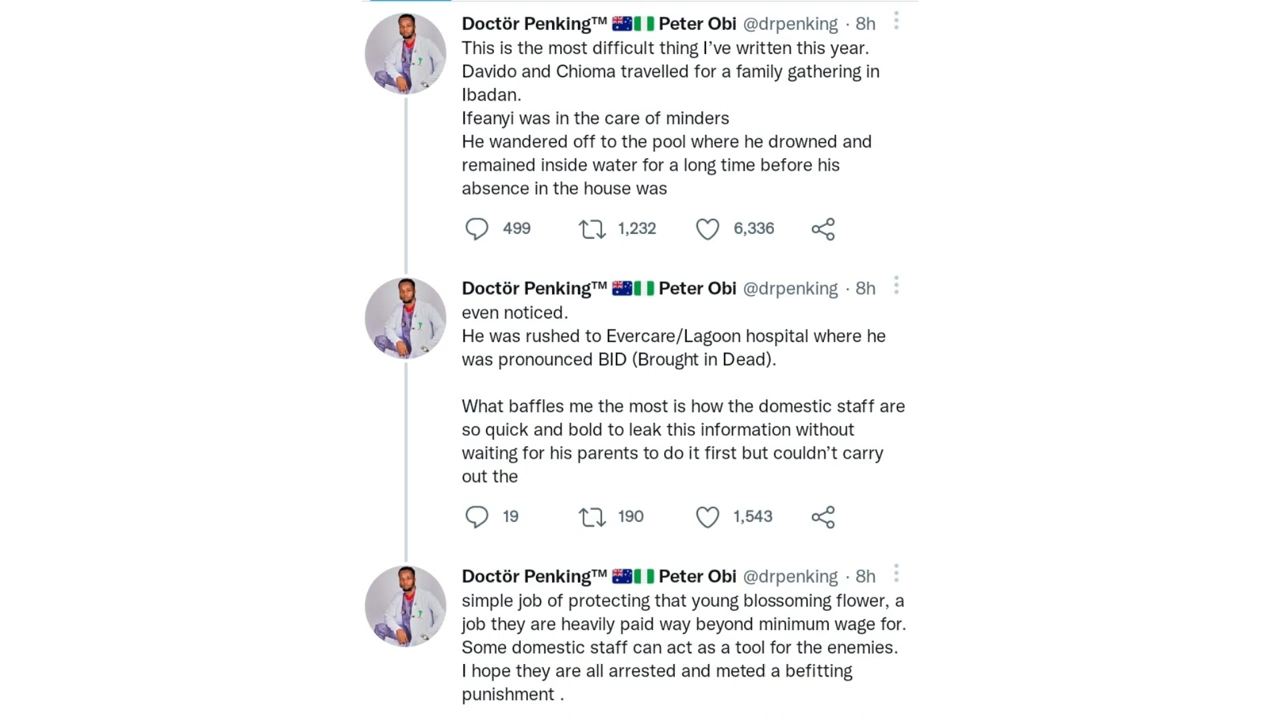 Doctör Penking™ 🇦🇺🇳🇬 Peter Obi @drpenking · 8h
This is the most difficult thing I’ve written this year.
Davido and Chioma travelled for a family gathering in
Ibadan.
Ifeanyi was in the care of minders
He wandered off to the pool where he drowned and
remained inside water for a long time before his
absence in the house was
499 1,232 6,336
Doctör Penking™ 🇦🇺🇳🇬 Peter Obi @drpenking · 8h
even noticed.
He was rushed to Evercare/Lagoon hospital where he
was pronounced BID (Brought in Dead).
What baffles me the most is how the domestic staff are
so quick and bold to leak this information without
waiting for his parents to do it first but couldn’t carry
out the
19 190 1,543
Doctör Penking™ 🇦🇺🇳🇬 Peter Obi @drpenking · 8h
simple job of protecting that young blossoming flower, a
job they are heavily paid way beyond minimum wage for.
Some domestic staff can act as a tool for the enemies.
I hope they are all arrested and meted a befitting
punishment .